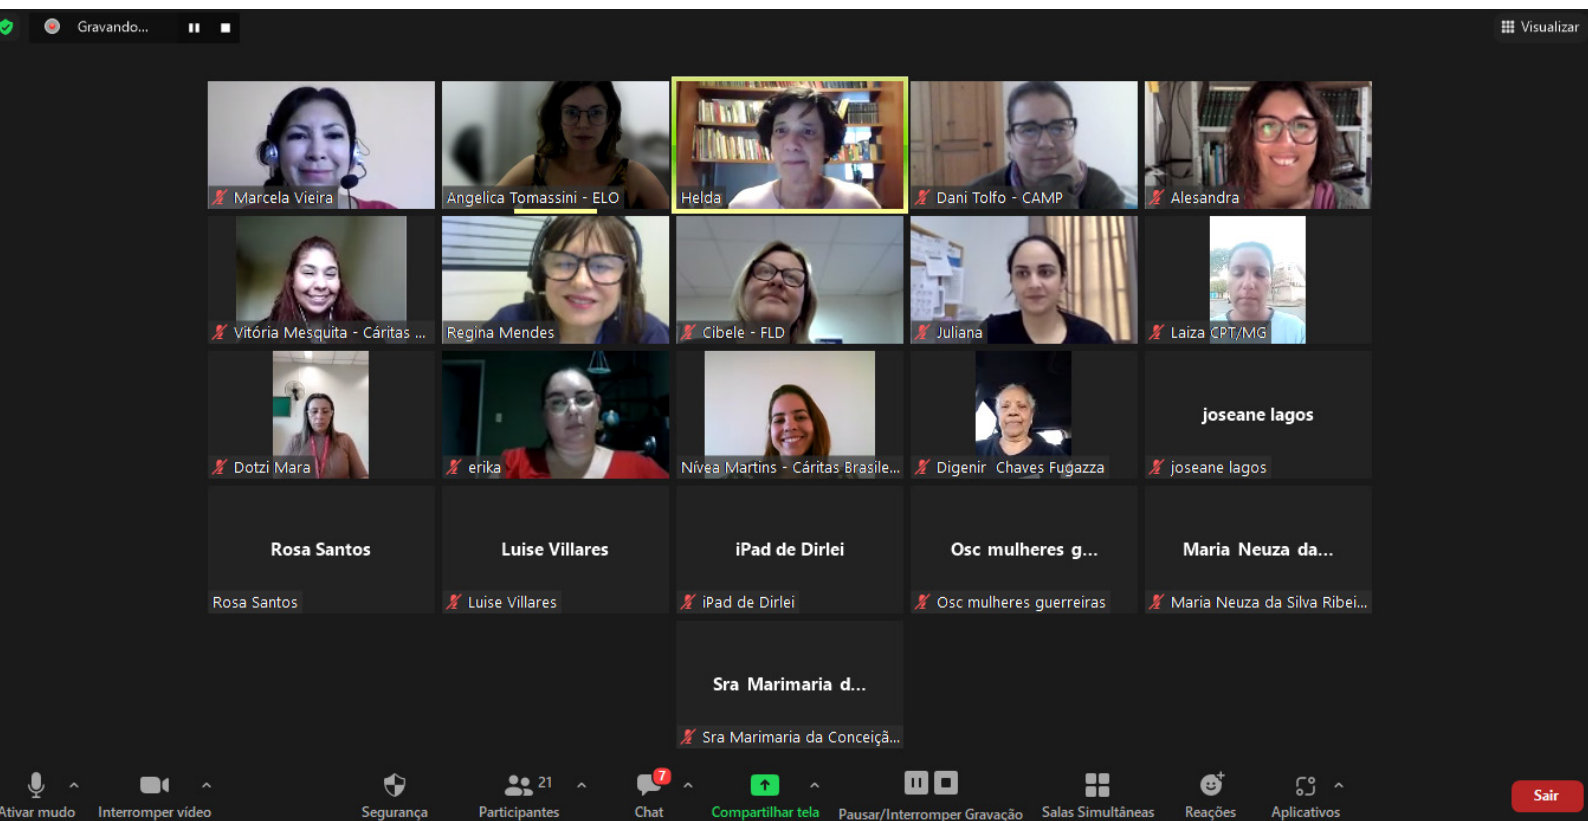 Gravando...
Visualizar
Marcela Vieira
Angelica Tomassini - ELO
Helda
Dani Tolfo - CAMP
Alesandra
Vitória Mesquita - Cáritas ...
Regina Mendes
Cibele - FLD
Juliana
Laiza CPT/MG
Dotzi Mara
erika
Nívea Martins - Cáritas Brasile...
Digenir Chaves Fugazza
joseane lagos
joseane lagos
Rosa Santos
Luise Villares
iPad de Dirlei
Osc mulheres g...
Maria Neuza da...
Rosa Santos
Luise Villares
iPad de Dirlei
Osc mulheres guerreiras
Maria Neuza da Silva Ribei...
Sra Marimaria d...
Sra Marimaria da Conceiçã...
21
7
Ativar mudo
Interromper vídeo
Segurança
Participantes
Chat
Compartilhar tela
Pausar/Interromper Gravação
Salas Simultâneas
Reações
Aplicativos
Sair